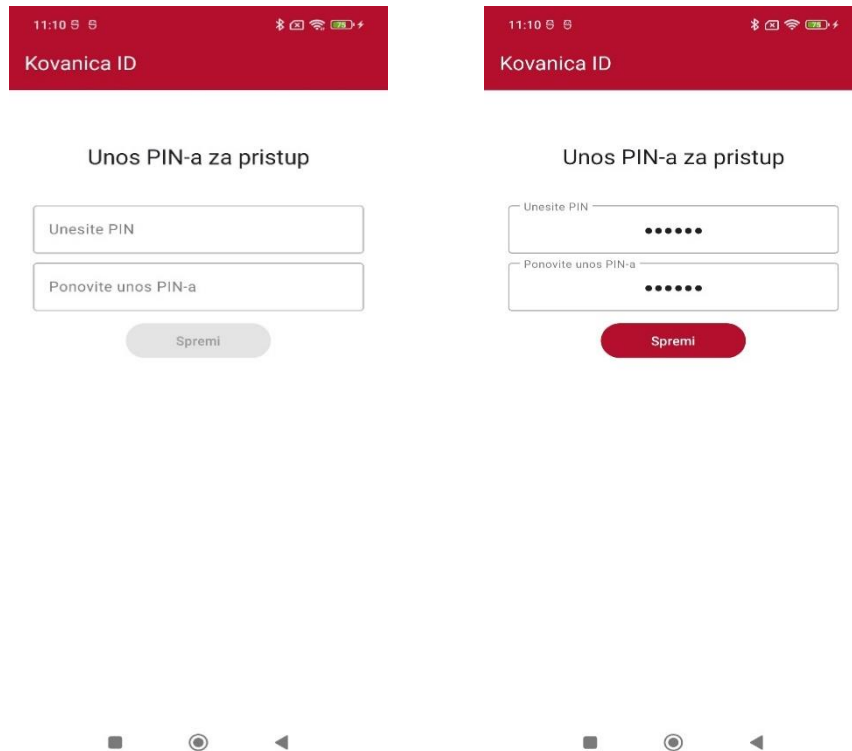 11:10
Kovanica ID
Unos PIN-a za pristup
Unesite PIN
Ponovite unos PIN-a
Spremi
11:10
Kovanica ID
Unos PIN-a za pristup
Unesite PIN
••••••
Ponovite unos PIN-a
••••••
Spremi